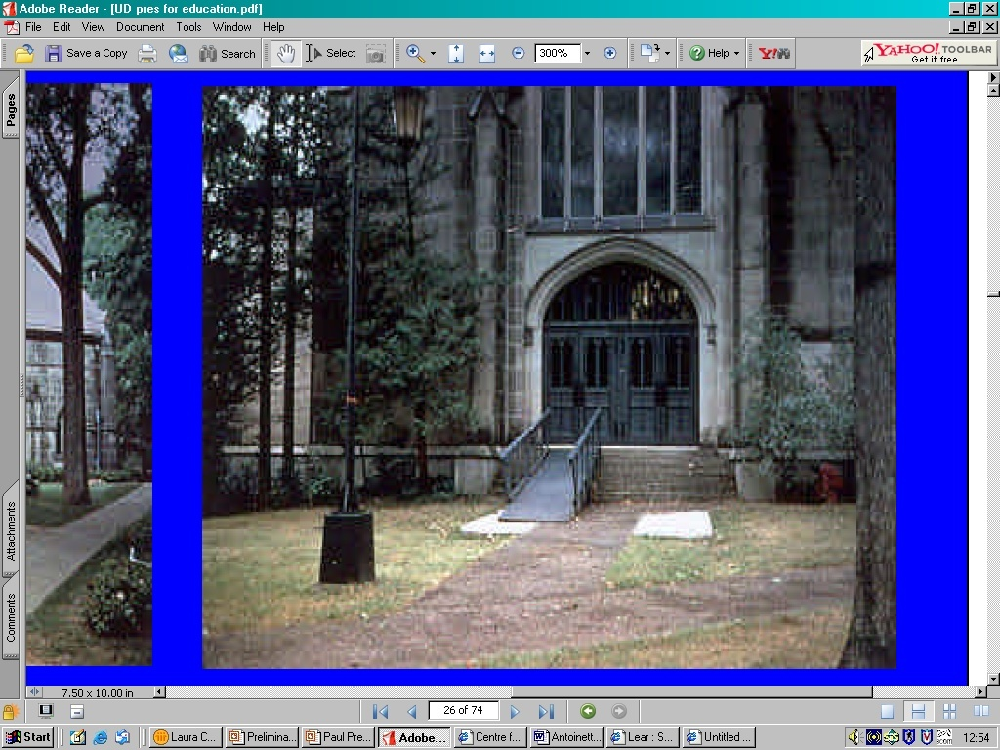 Adobe Reader - [UD pres for education.pdf]
File Edit View Document Tools Window Help
Save a Copy Search Select 300% Help Y! YAHOO! TOOLBAR
Get it free
Pages
Attachments
Comments
7.50 x 10.00 in
26 of 74
Start Laura C... Prelimina... Paul Pre... Adobe... Centre f... Antoinett... Lear : S... Untitled ... 12:54